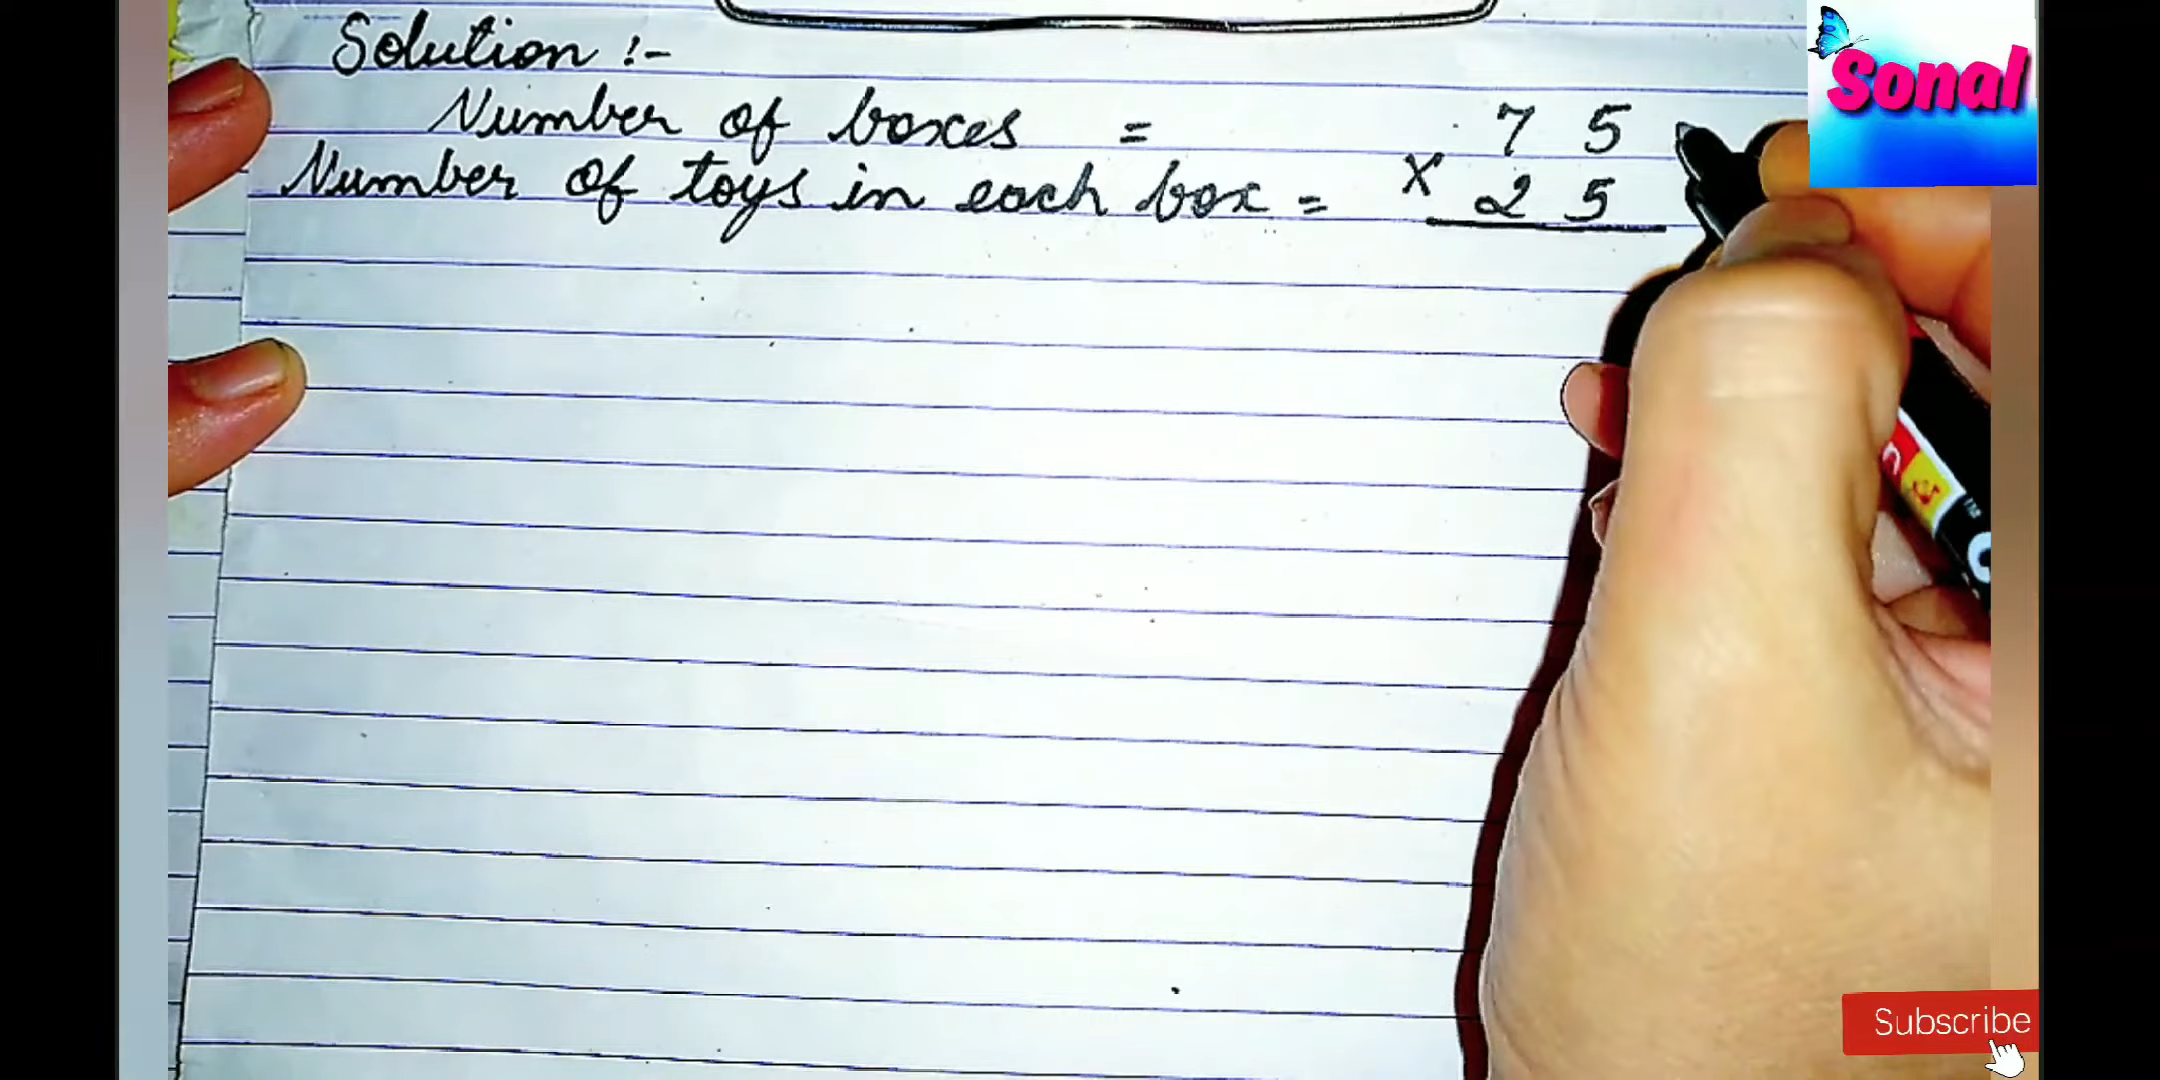 Solution :-
Number of boxes = 75
Number of toys in each box = × 25
Sonal
Subscribe